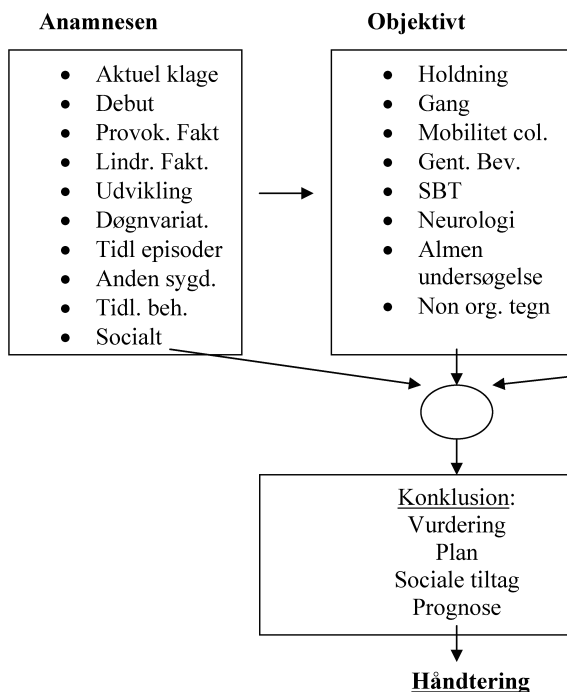 Anamnesen
• Aktuel klage
• Debut
• Provok. Fakt
• Lindr. Fakt.
• Udvikling
• Døgnvariat.
• Tidl episoder
• Anden sygd.
• Tidl. beh.
• Socialt
Objektivt
• Holdning
• Gang
• Mobilitet col.
• Gent. Bev.
• SBT
• Neurologi
• Almen
undersøgelse
• Non org. tegn
Konklusion:
Vurdering
Plan
Sociale tiltag
Prognose
Håndtering